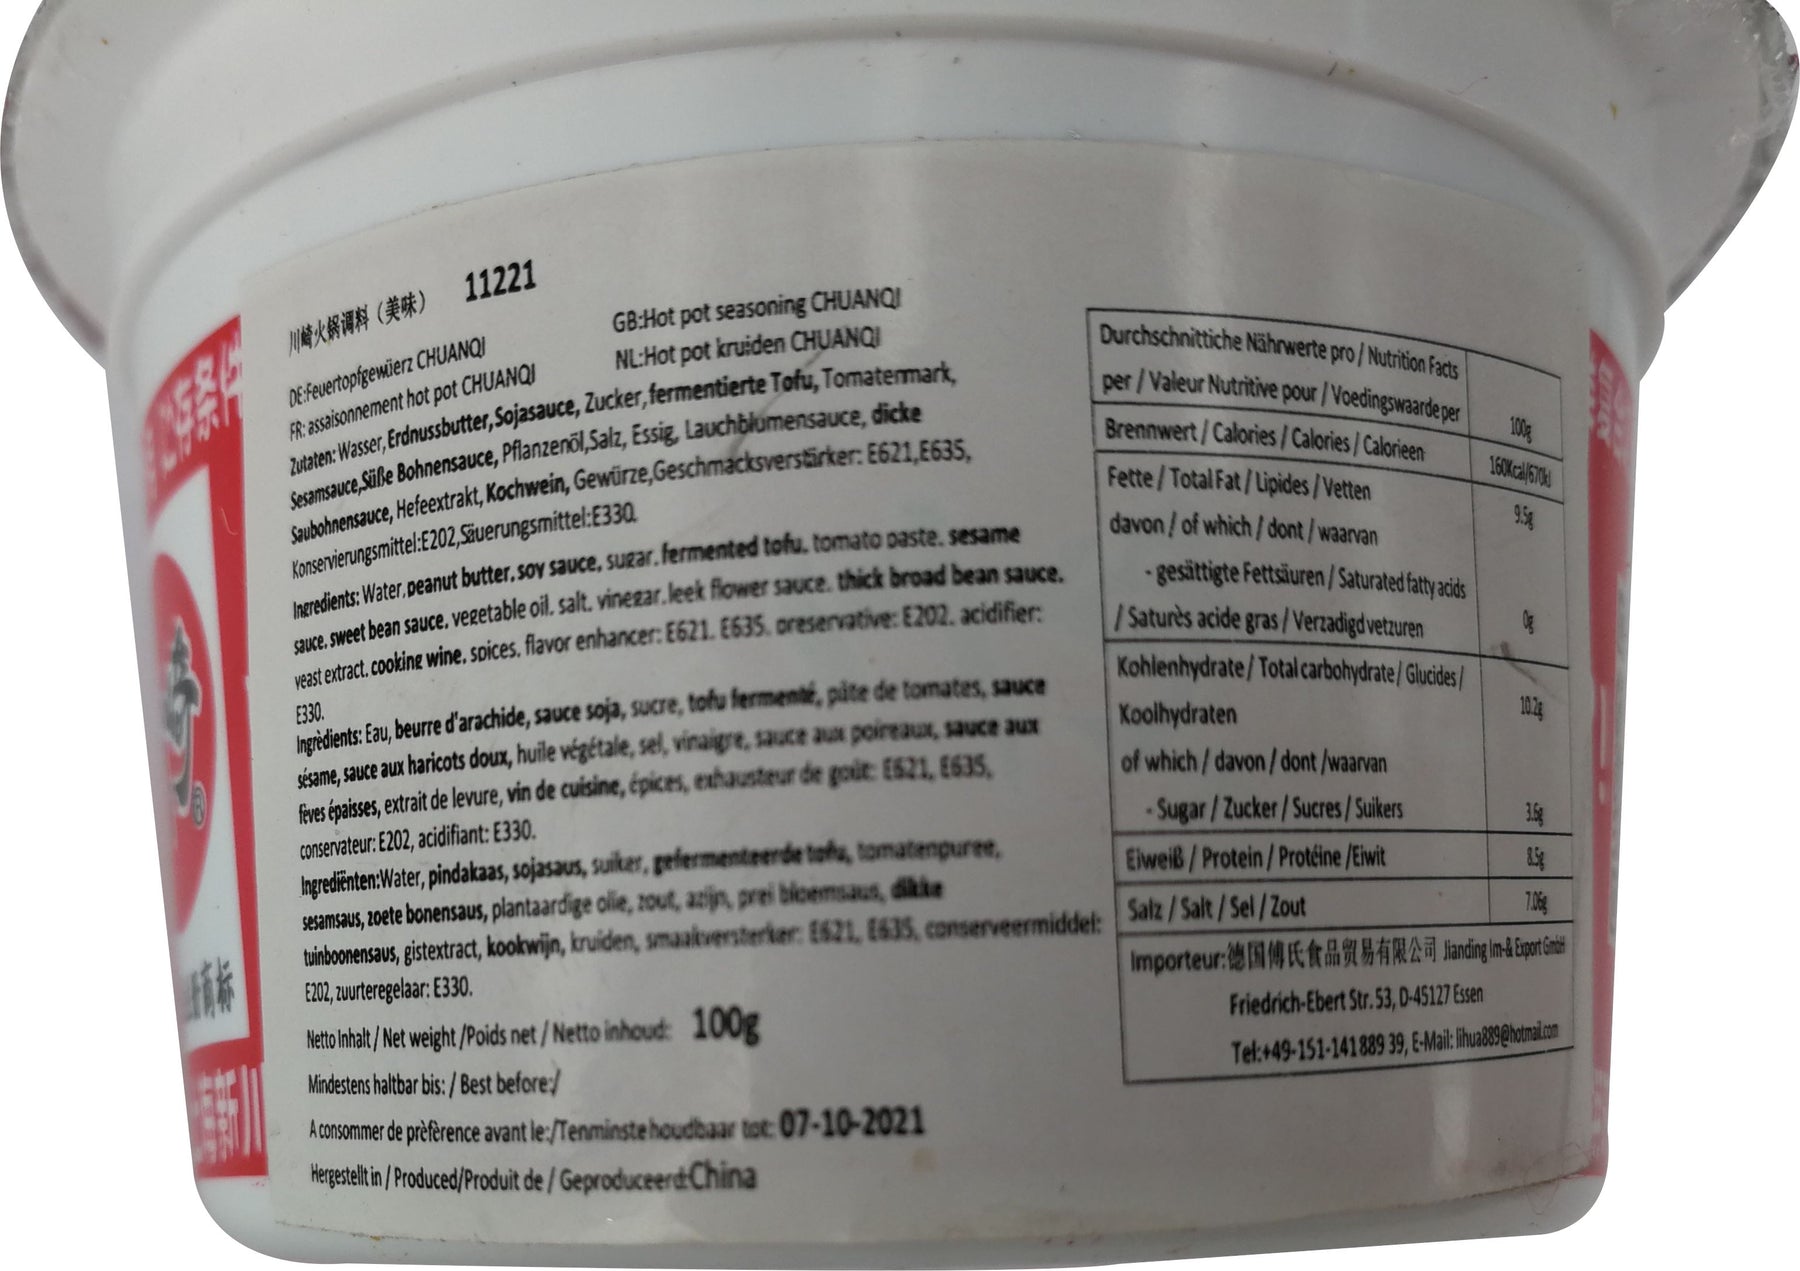 川崎火锅调料（美味） 11221
DE:Feuertopfgewüerz CHUANQI
GB:Hot pot seasoning CHUANQI
FR: assaisonnement hot pot CHUANQI
NL:Hot pot kruiden CHUANQI
Zutaten: Wasser, Erdnussbutter, Sojasauce, Zucker, fermentierte Tofu, Tomatenmark,
Sesamsauce,Süße Bohnensauce, Pflanzenöl,Salz, Essig, Lauchblumensauce, dicke
Saubohnensauce, Hefeextrakt, Kochwein, Gewürze,Geschmacksverstärker: E621,E635,
Konservierungsmittel:E202,Säuerungsmittel:E330.
Ingredients: Water, peanut butter, soy sauce, sugar, fermented tofu, tomato paste, sesame
sauce, sweet bean sauce, vegetable oil, salt, vinegar, leek flower sauce, thick broad bean sauce,
yeast extract, cooking wine, spices, flavor enhancer: E621, E635, preservative: E202, acidifier:
E330.
Ingrèdients: Eau, beurre d'arachide, sauce soja, sucre, tofu fermenté, pâte de tomates, sauce
sésame, sauce aux haricots doux, huile végétale, sel, vinaigre, sauce aux poireaux, sauce aux
fèves épaisses, extrait de levure, vin de cuisine, épices, exhausteur de goût: E621, E635,
conservateur: E202, acidifiant: E330.
Ingrediënten:Water, pindakaas, sojasaus, suiker, gefermenteerde tofu, tomatenpuree,
sesamsaus, zoete bonensaus, plantaardige olie, zout, azijn, prei bloemsaus, dikke
tuinboonensaus, gistextract, kookwijn, kruiden, smaakversterker: E621, E635, conserveermiddel:
E202, zuurteregelaar: E330.
Netto Inhalt / Net weight /Poids net / Netto inhoud: 100g
Mindestens haltbar bis: / Best before:/
A consommer de prèfèrence avant le:/Tenminste houdbaar tot: 07-10-2021
Hergestellt in / Produced/Produit de / Geproduceerd:China
Durchschnittiche Nährwerte pro / Nutrition Facts
per / Valeur Nutritive pour / Voedingswaarde per 100g
Brennwert / Calories / Calories / Calorieen 160Kcal/670kJ
Fette / Total Fat / Lipides / Vetten 9.5g
davon / of which / dont / waarvan
- gesättigte Fettsäuren / Saturated fatty acids
/ Saturès acide gras / Verzadigd vetzuren 0g
Kohlenhydrate / Total carbohydrate / Glucides /
Koolhydraten 10.2g
of which / davon / dont /waarvan
- Sugar / Zucker / Sucres / Suikers 3.6g
Eiweiß / Protein / Protéine /Eiwit 8.5g
Salz / Salt / Sel / Zout 7.06g
Importeur:德国傅氏食品贸易有限公司 Jianding Im-& Export GmbH
Friedrich-Ebert Str. 53, D-45127 Essen
Tel:+49-151-141 889 39, E-Mail: lihua889@hotmail.com
崎®
商标
新川